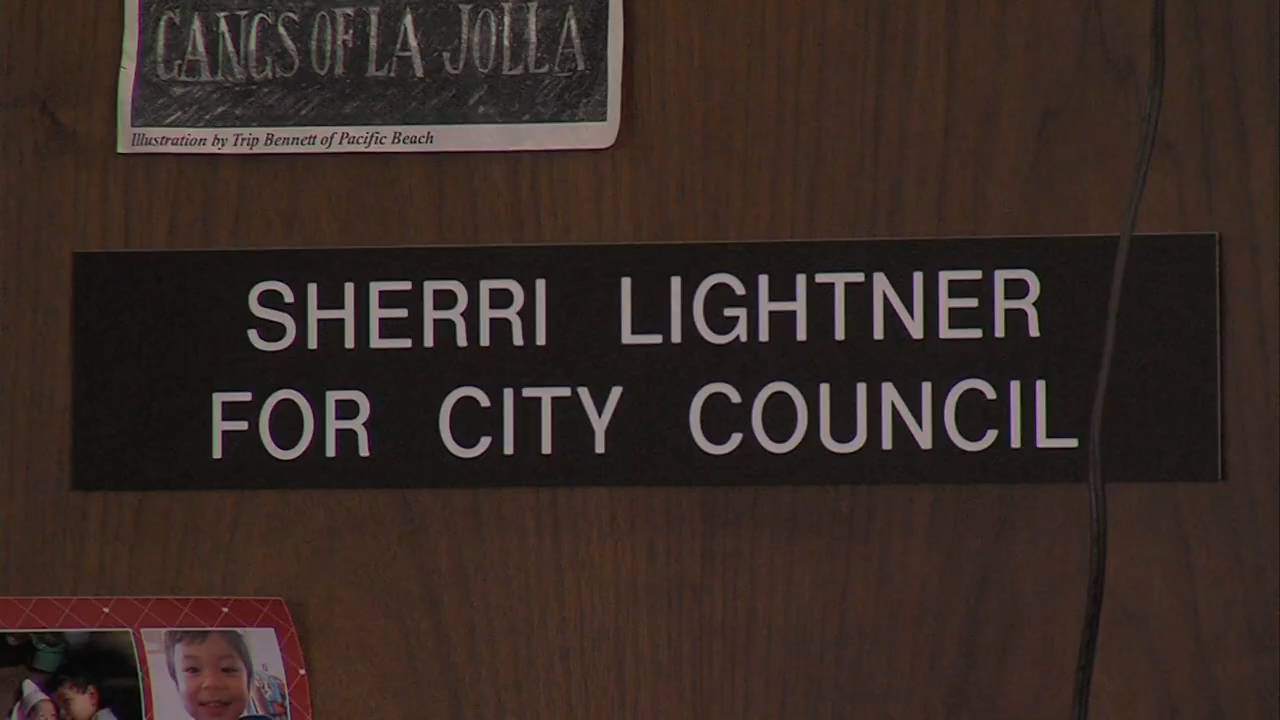 GANGS OF LA JOLLA
Illustration by Trip Bennett of Pacific Beach
SHERRI LIGHTNER
FOR CITY COUNCIL